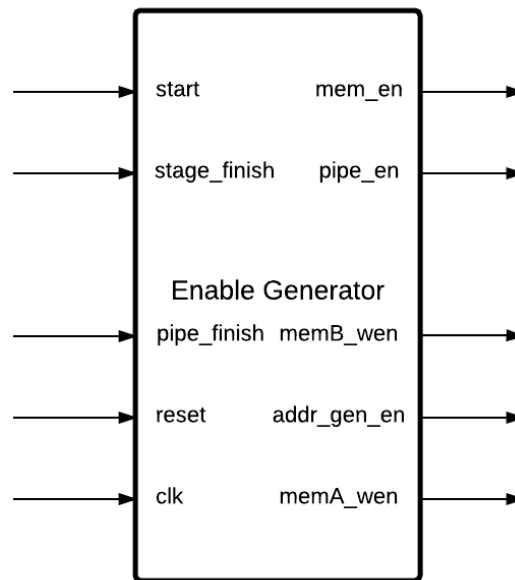 start mem_en
stage_finish pipe_en
Enable Generator
pipe_finish memB_wen
reset addr_gen_en
clk memA_wen